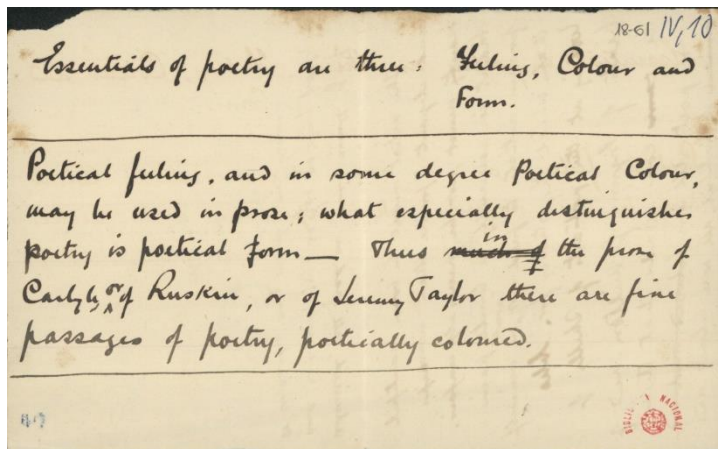 18-61 IV, 10
Essentials of poetry are three: Feeling, Colour and
Form.
Poetical feeling, and in some degree Poetical Colour,
may be used in prose; what especially distinguishes
poetry is poetical form — Thus much of in the prose of
Carlyle, or of Ruskin, or of Jeremy Taylor there are fine
passages of poetry, poetically coloured.
BIBLIOTECA NACIONAL